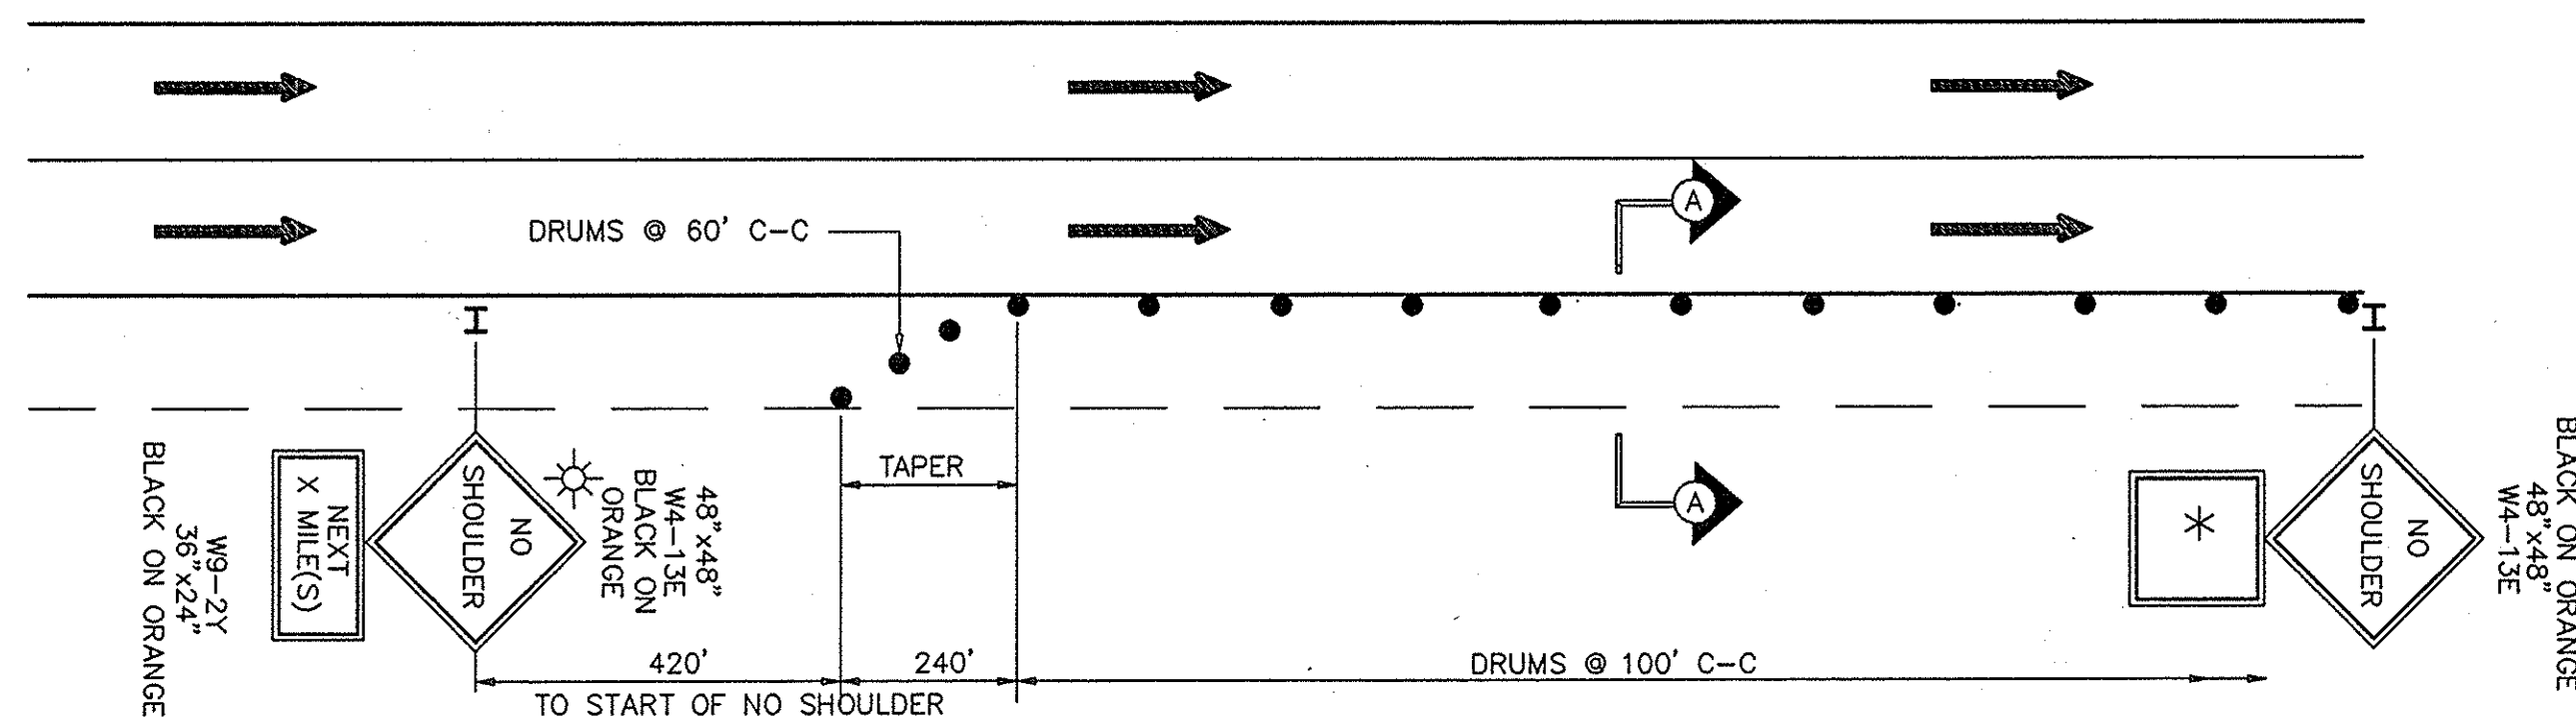 DRUMS @ 60' C-C
A
TAPER
A
BLACK ON ORANGE
36"x24"
W9-2Y
NEXT
X MILE(S)
NO
SHOULDER
48"x48"
W4-13E
BLACK ON
ORANGE
*
NO
SHOULDER
BLACK ON ORANGE
48"x48"
W4-13E
420'
240'
DRUMS @ 100' C-C
TO START OF NO SHOULDER